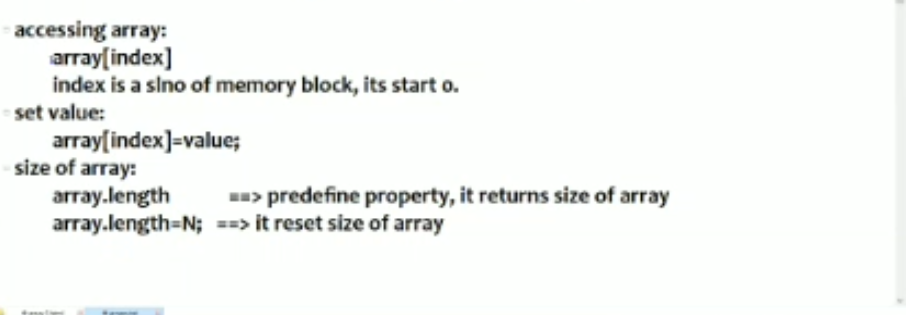 accessing array:
array[index]
index is a slno of memory block, its start 0.
set value:
array[index]=value;
size of array:
array.length ==> predefine property, it returns size of array
array.length=N; ==> it reset size of array